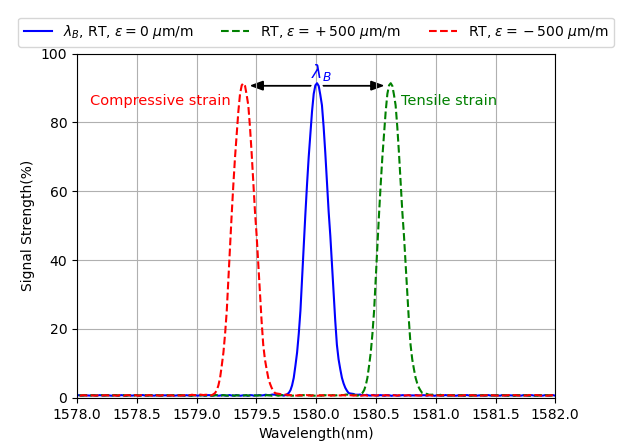 λB, RT, ε = 0 μm/m RT, ε = +500 μm/m RT, ε = −500 μm/m
100
λB
Compressive strain Tensile strain
80
60
40
20
0
Signal Strength(%)
1578.0 1578.5 1579.0 1579.5 1580.0 1580.5 1581.0 1581.5 1582.0
Wavelength(nm)